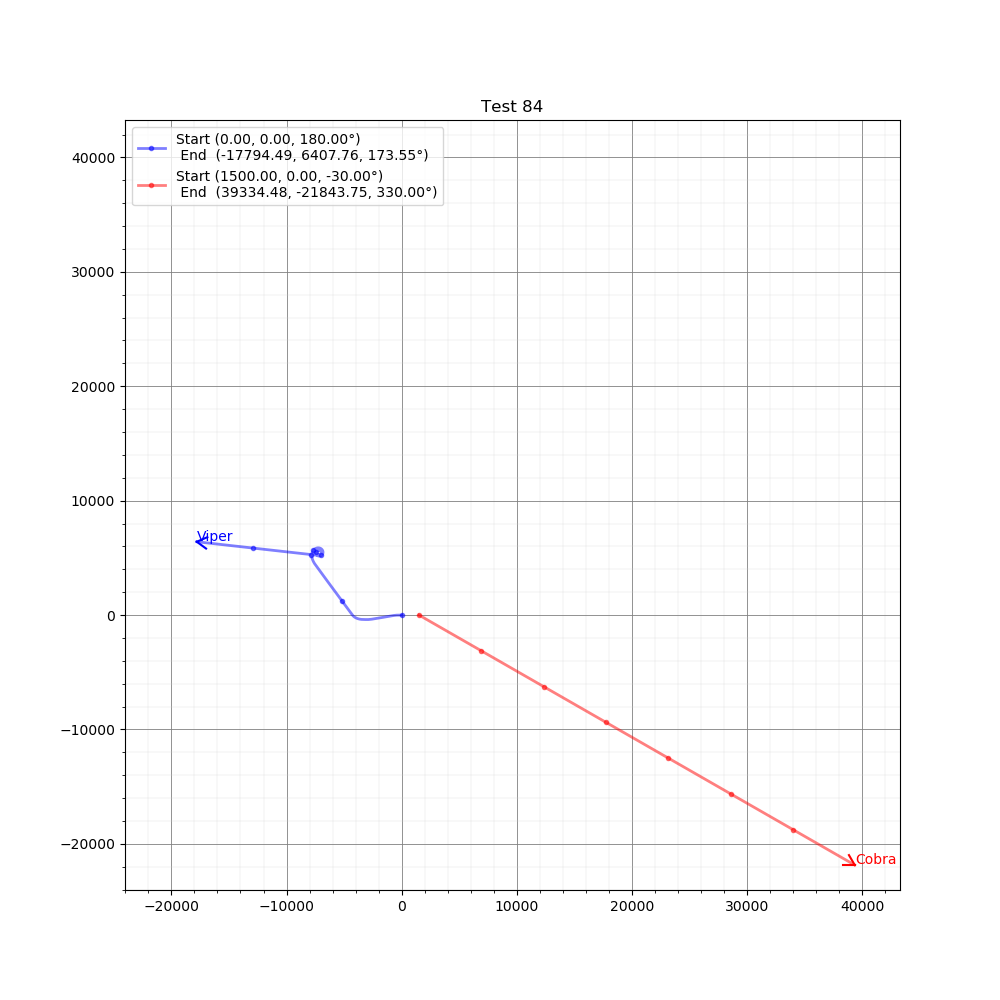 Test 84
Start (0.00, 0.00, 180.00°)
End (-17794.49, 6407.76, 173.55°)
Start (1500.00, 0.00, -30.00°)
End (39334.48, -21843.75, 330.00°)
40000
30000
20000
10000
0
−10000
−20000
Viper
Cobra
−20000 −10000 0 10000 20000 30000 40000